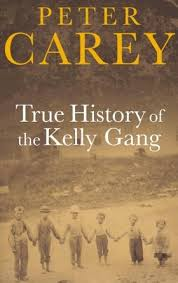 PETER
CAREY
True History of
the Kelly Gang